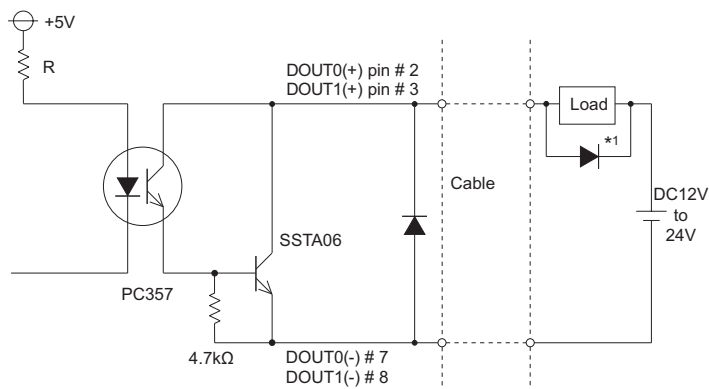 +5V
R
DOUT0(+) pin # 2
DOUT1(+) pin # 3
Load
*1
Cable
DC12V
to
24V
SSTA06
PC357
4.7kΩ
DOUT0(-) # 7
DOUT1(-) # 8